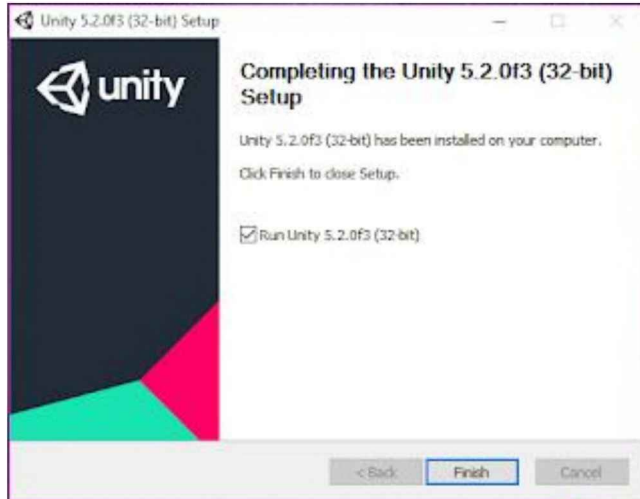 Unity 5.2.0f3 (32-bit) Setup
unity
Completing the Unity 5.2.0f3 (32-bit)
Setup
Unity 5.2.0f3 (32-bit) has been installed on your computer.
Click Finish to close Setup.
Run Unity 5.2.0f3 (32-bit)
< Back
Finish
Cancel